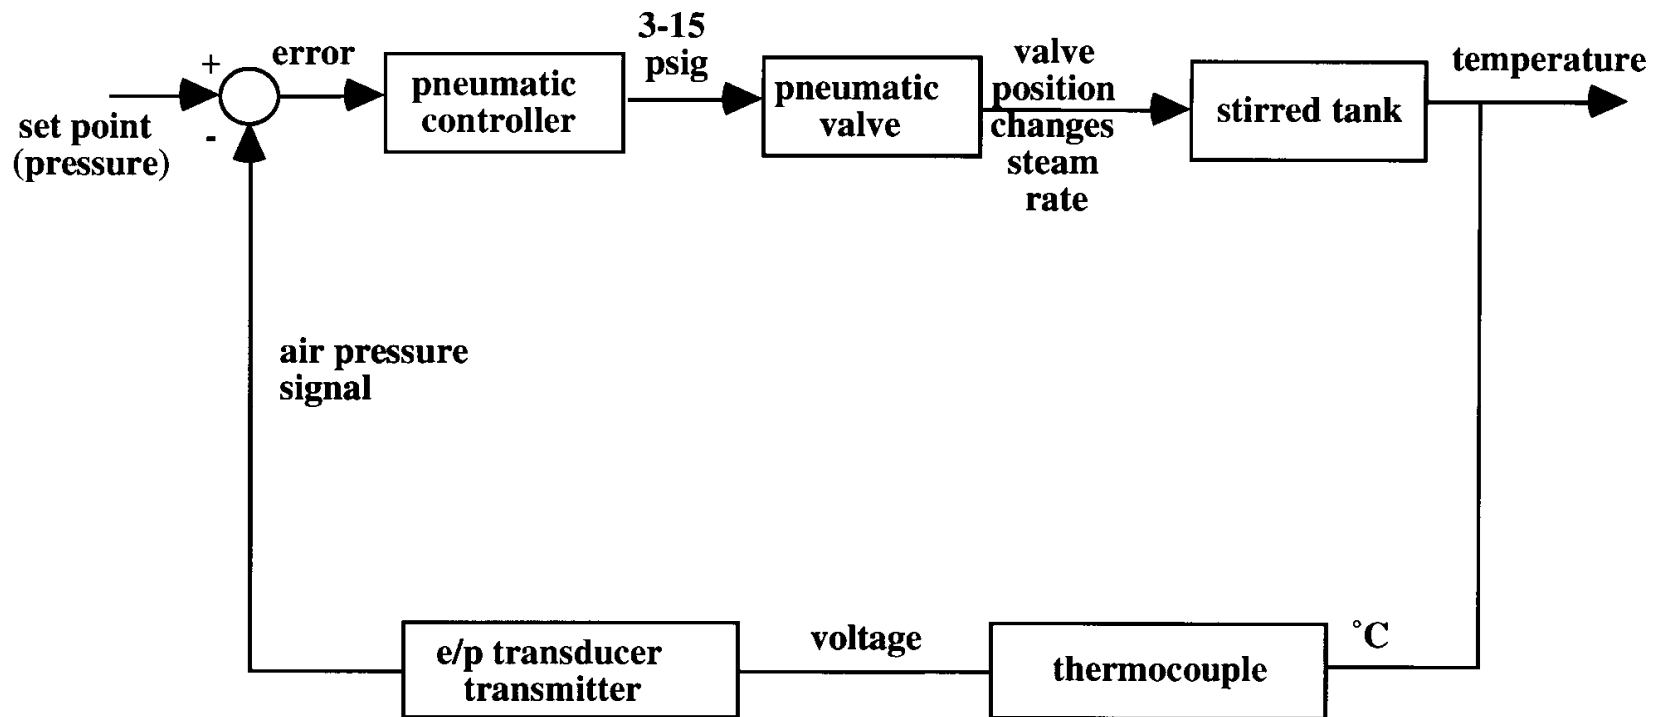 +
error
pneumatic
controller
3-15
psig
pneumatic
valve
valve
position
changes
steam
rate
stirred tank
temperature
set point
(pressure)
-
air pressure
signal
e/p transducer
transmitter
voltage
thermocouple
°C